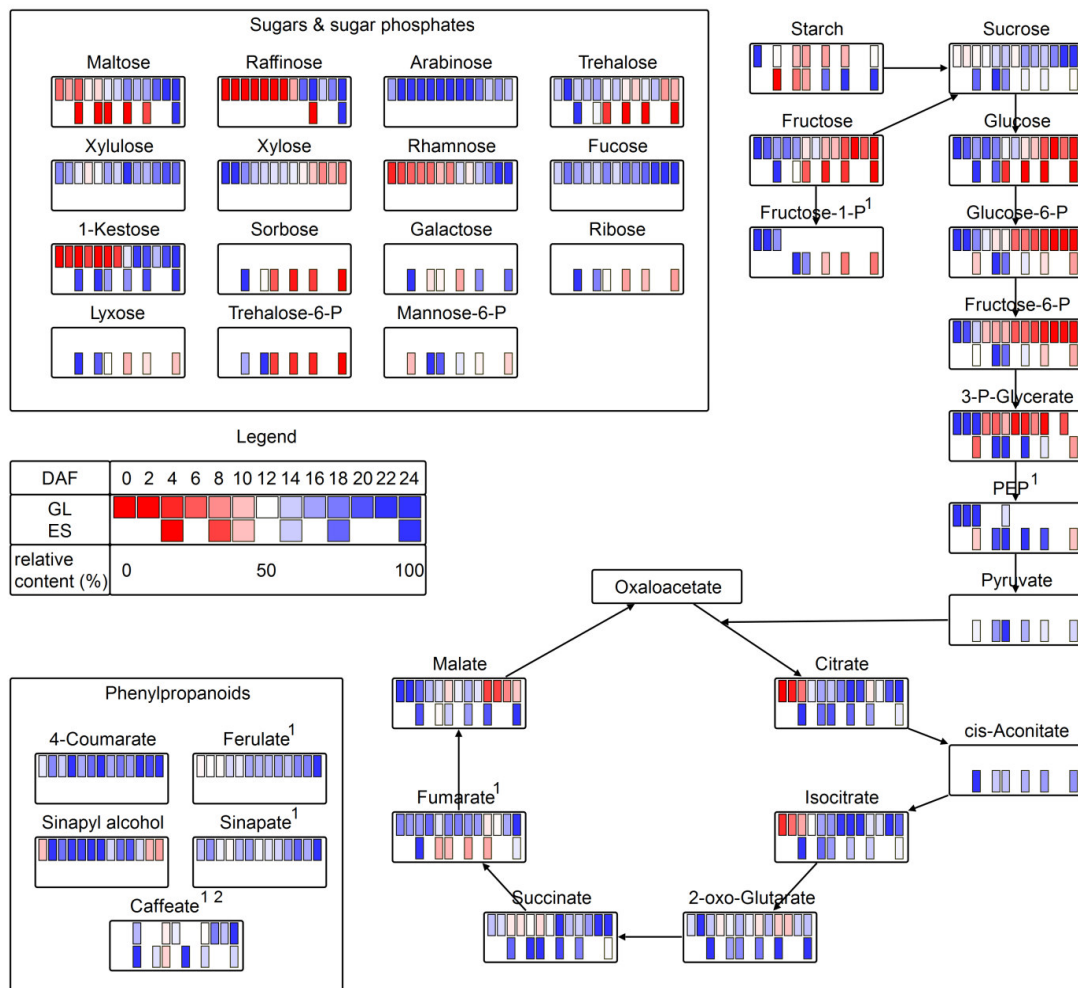 Sugars & sugar phosphates
Maltose Raffinose Arabinose Trehalose
Xylulose Xylose Rhamnose Fucose
1-Kestose Sorbose Galactose Ribose
Lyxose Trehalose-6-P Mannose-6-P
Starch Sucrose
Fructose Glucose
Fructose-1-P¹ Glucose-6-P
Fructose-6-P
3-P-Glycerate
PEP¹
Pyruvate
Legend
DAF 0 2 4 6 8 10 12 14 16 18 20 22 24
GL
ES
relative
content (%) 0 50 100
Oxaloacetate
Malate Citrate
cis-Aconitate
Fumarate¹ Isocitrate
Succinate 2-oxo-Glutarate
Phenylpropanoids
4-Coumarate Ferulate¹
Sinapyl alcohol Sinapate¹
Caffeate¹ ²